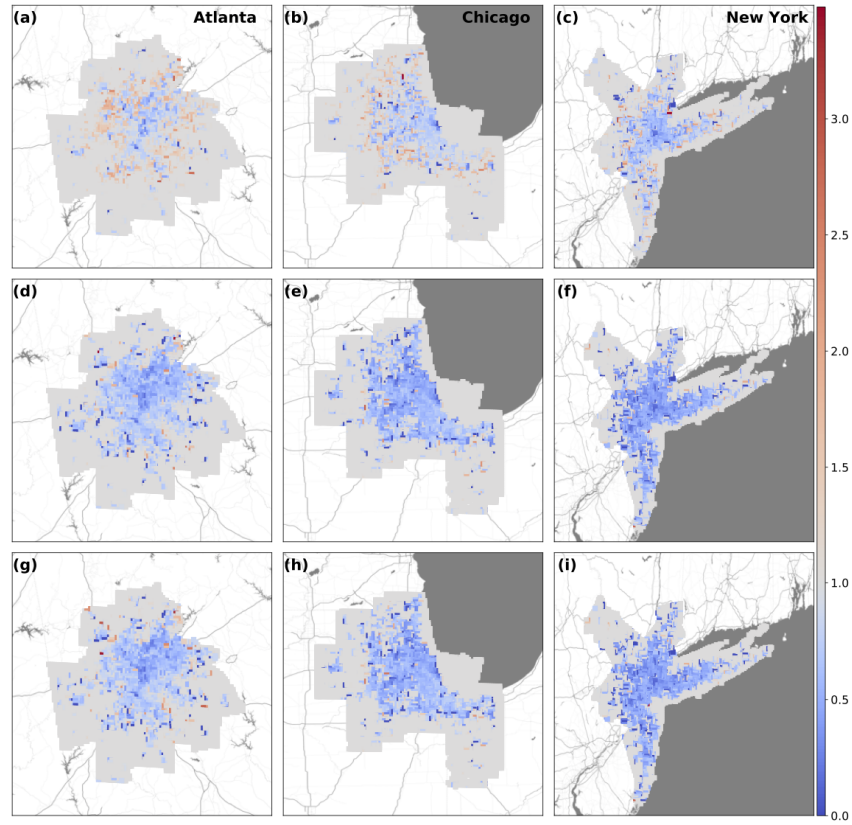 (a) Atlanta
(b) Chicago
(c) New York
(d)
(e)
(f)
(g)
(h)
(i)
3.0
2.5
2.0
1.5
1.0
0.5
0.0